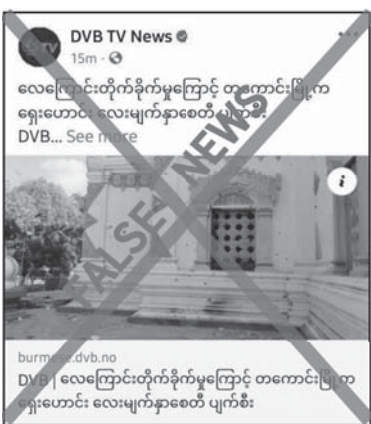 DVB TV News
15m
လေကြောင်းတိုက်ခိုက်မှုကြောင့် တကောင်းမြို့က
ရှေးဟောင်း လေးမျက်နှာစေတီ ပျက်စီး
DVB... See more
FALSE NEWS
burmese.dvb.no
DVB | လေကြောင်းတိုက်ခိုက်မှုကြောင့် တကောင်းမြို့က
ရှေးဟောင်း လေးမျက်နှာစေတီ ပျက်စီး